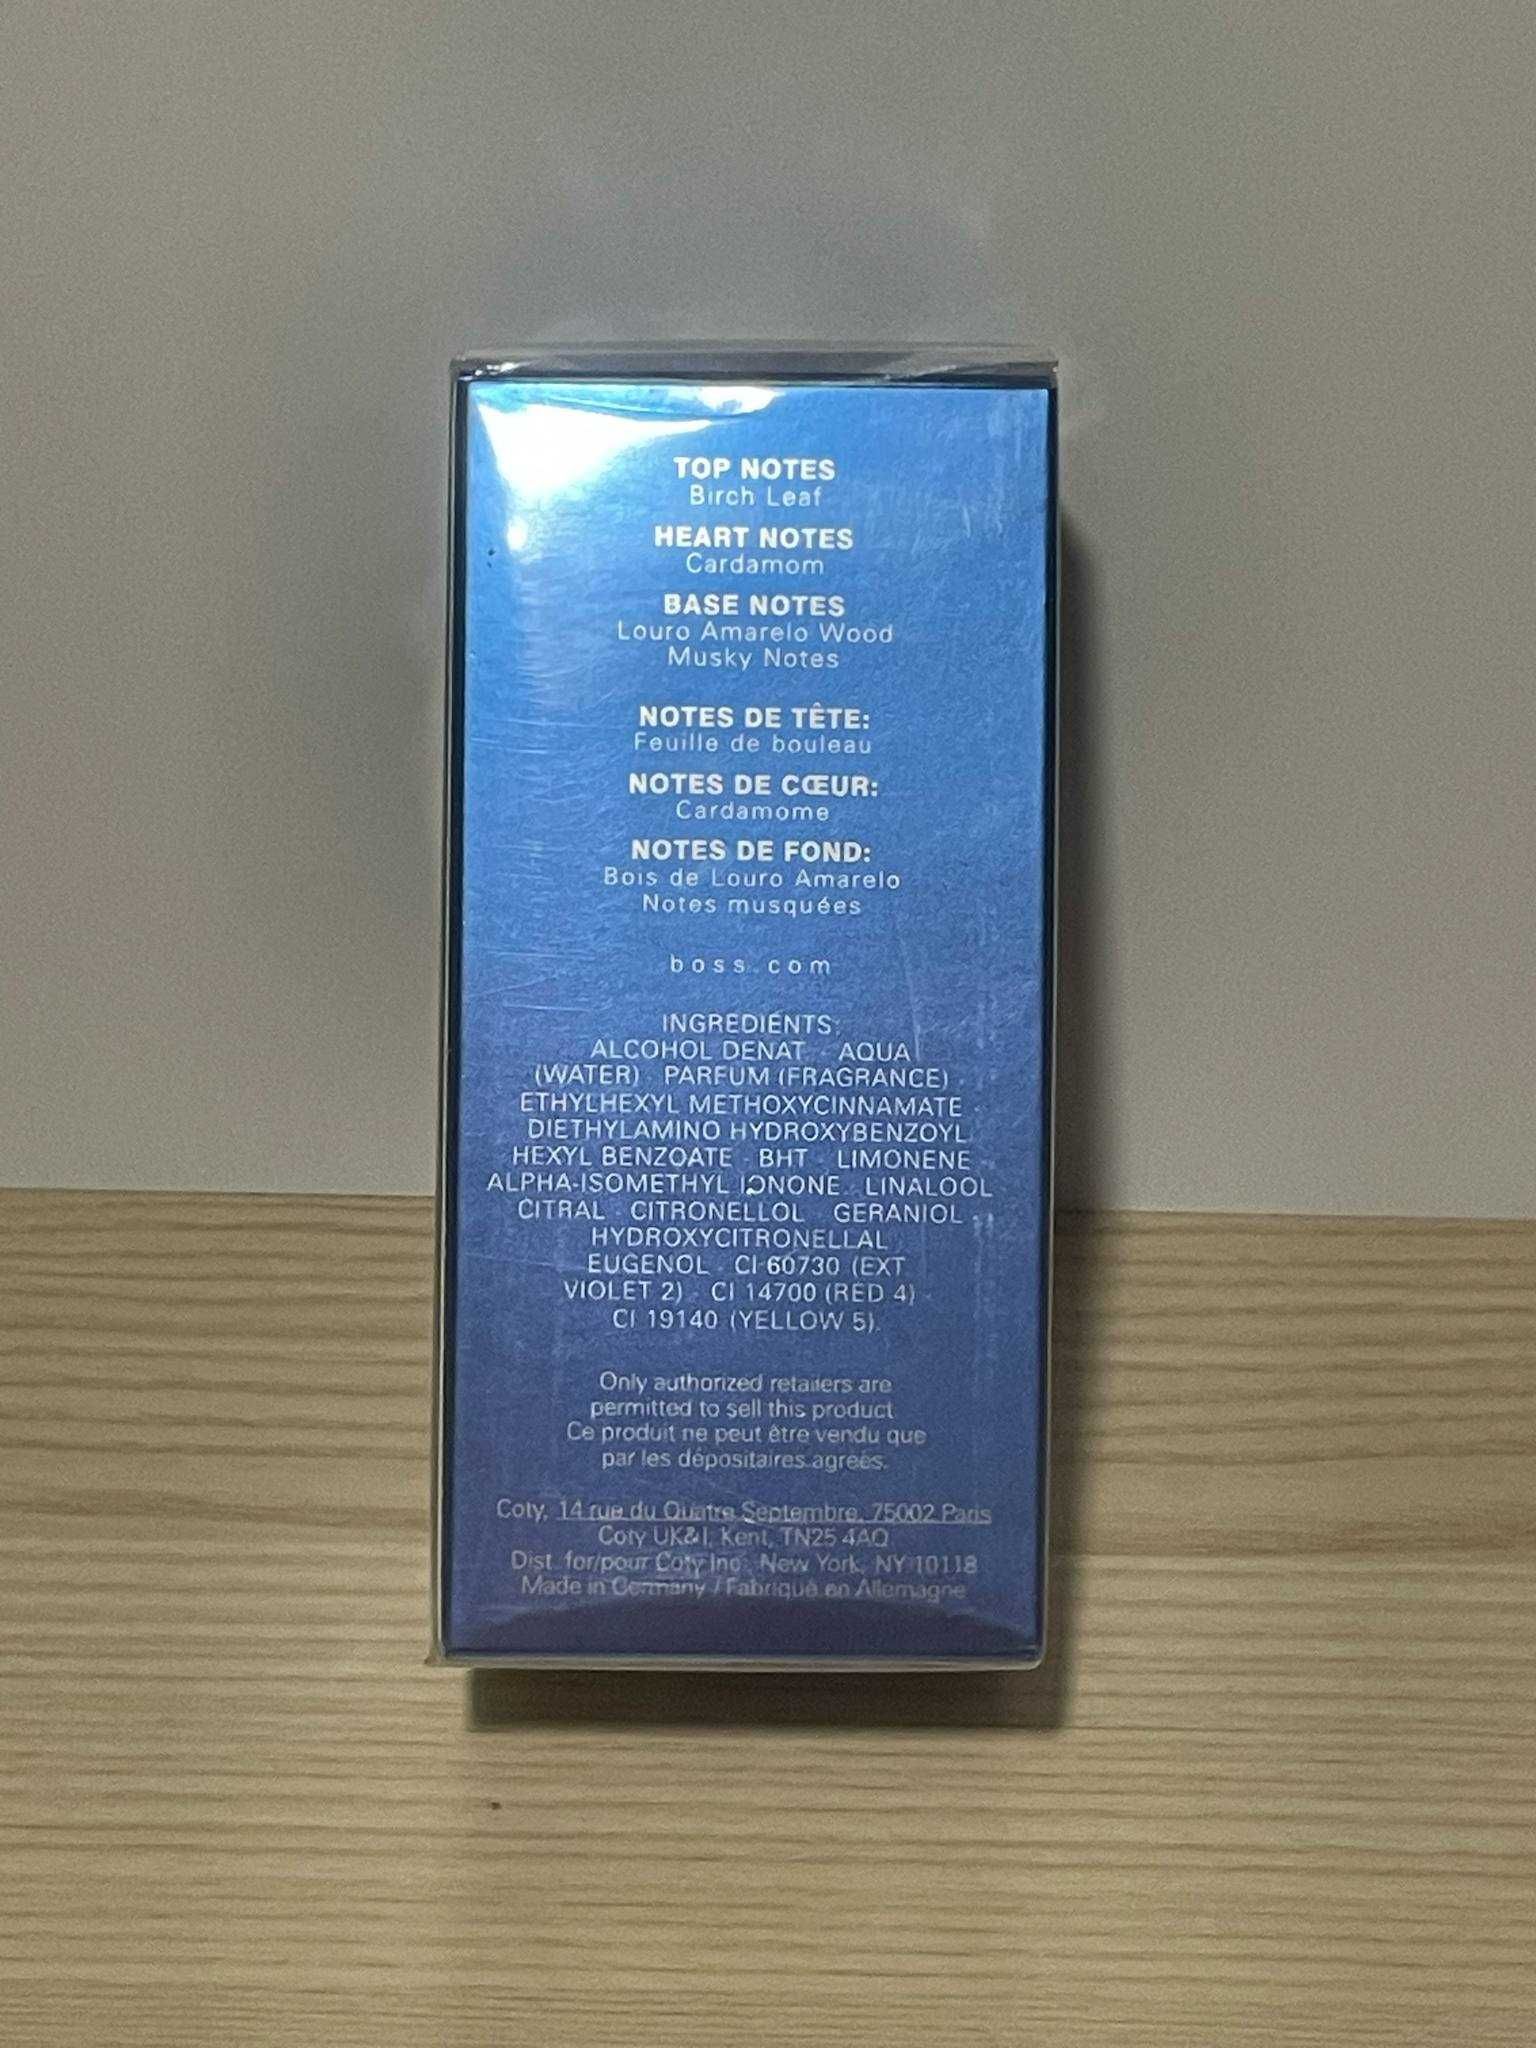 TOP NOTES
Birch Leaf
HEART NOTES
Cardamom
BASE NOTES
Louro Amarelo Wood
Musky Notes
NOTES DE TÊTE:
Feuille de bouleau
NOTES DE CŒUR:
Cardamome
NOTES DE FOND:
Bois de Louro Amarelo
Notes musquées
boss.com
INGREDIENTS:
ALCOHOL DENAT · AQUA
(WATER) · PARFUM (FRAGRANCE) ·
ETHYLHEXYL METHOXYCINNAMATE ·
DIETHYLAMINO HYDROXYBENZOYL
HEXYL BENZOATE · BHT · LIMONENE ·
ALPHA-ISOMETHYL IONONE · LINALOOL ·
CITRAL · CITRONELLOL · GERANIOL ·
HYDROXYCITRONELLAL
EUGENOL · CI 60730 (EXT
VIOLET 2) · CI 14700 (RED 4) ·
CI 19140 (YELLOW 5).
Only authorized retailers are
permitted to sell this product
Ce produit ne peut être vendu que
par les dépositaires agréés.
Coty, 14 rue du Quatre Septembre, 75002 Paris
Coty UK&I, Kent, TN25 4AQ
Dist. for/pour Coty Inc. New York, NY 10118
Made in Germany / Fabriqué en Allemagne